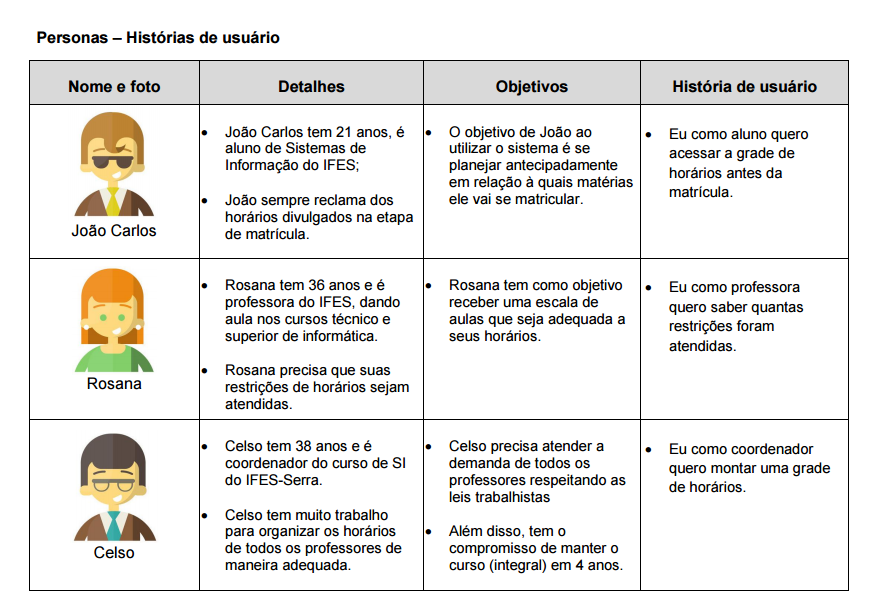 Personas – Histórias de usuário
Nome e foto
Detalhes
Objetivos
História de usuário
João Carlos
• João Carlos tem 21 anos, é
aluno de Sistemas de
Informação do IFES;
• João sempre reclama dos
horários divulgados na etapa
de matrícula.
• O objetivo de João ao
utilizar o sistema é se
planejar antecipadamente
em relação à quais matérias
ele vai se matricular.
• Eu como aluno quero
acessar a grade de
horários antes da
matrícula.
Rosana
• Rosana tem 36 anos e é
professora do IFES, dando
aula nos cursos técnico e
superior de informática.
• Rosana precisa que suas
restrições de horários sejam
atendidas.
• Rosana tem como objetivo
receber uma escala de
aulas que seja adequada a
seus horários.
• Eu como professora
quero saber quantas
restrições foram
atendidas.
Celso
• Celso tem 38 anos e é
coordenador do curso de SI
do IFES-Serra.
• Celso tem muito trabalho
para organizar os horários
de todos os professores de
maneira adequada.
• Celso precisa atender a
demanda de todos os
professores respeitando as
leis trabalhistas
• Além disso, tem o
compromisso de manter o
curso (integral) em 4 anos.
• Eu como coordenador
quero montar uma grade
de horários.